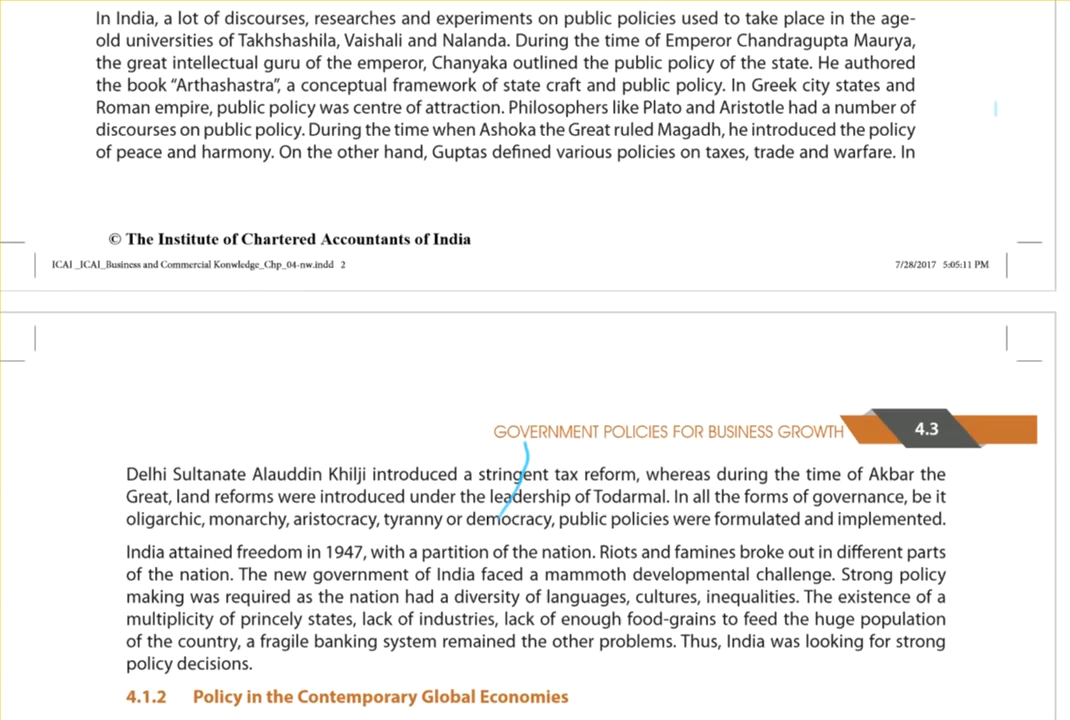 In India, a lot of discourses, researches and experiments on public policies used to take place in the age-
old universities of Takhshashila, Vaishali and Nalanda. During the time of Emperor Chandragupta Maurya,
the great intellectual guru of the emperor, Chanyaka outlined the public policy of the state. He authored
the book “Arthashastra”, a conceptual framework of state craft and public policy. In Greek city states and
Roman empire, public policy was centre of attraction. Philosophers like Plato and Aristotle had a number of
discourses on public policy. During the time when Ashoka the Great ruled Magadh, he introduced the policy
of peace and harmony. On the other hand, Guptas defined various policies on taxes, trade and warfare. In
© The Institute of Chartered Accountants of India
ICAI _ICAI_Business and Commercial Konwledge_Chp_04-nw.indd 2 7/28/2017 5:05:11 PM
GOVERNMENT POLICIES FOR BUSINESS GROWTH 4.3
Delhi Sultanate Alauddin Khilji introduced a stringent tax reform, whereas during the time of Akbar the
Great, land reforms were introduced under the leadership of Todarmal. In all the forms of governance, be it
oligarchic, monarchy, aristocracy, tyranny or democracy, public policies were formulated and implemented.
India attained freedom in 1947, with a partition of the nation. Riots and famines broke out in different parts
of the nation. The new government of India faced a mammoth developmental challenge. Strong policy
making was required as the nation had a diversity of languages, cultures, inequalities. The existence of a
multiplicity of princely states, lack of industries, lack of enough food-grains to feed the huge population
of the country, a fragile banking system remained the other problems. Thus, India was looking for strong
policy decisions.
4.1.2 Policy in the Contemporary Global Economies